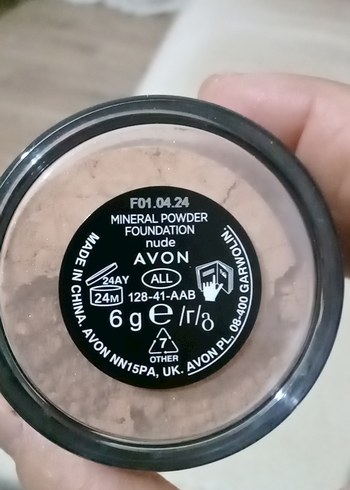 F01.04.24
MINERAL POWDER
FOUNDATION
nude
AVON
ALL
24AY
24M
128-41-AAB
6 g e /г/გ
7
OTHER
MADE IN CHINA. AVON NN15PA, UK. AVON PL, 08-400 GARWOLIN.